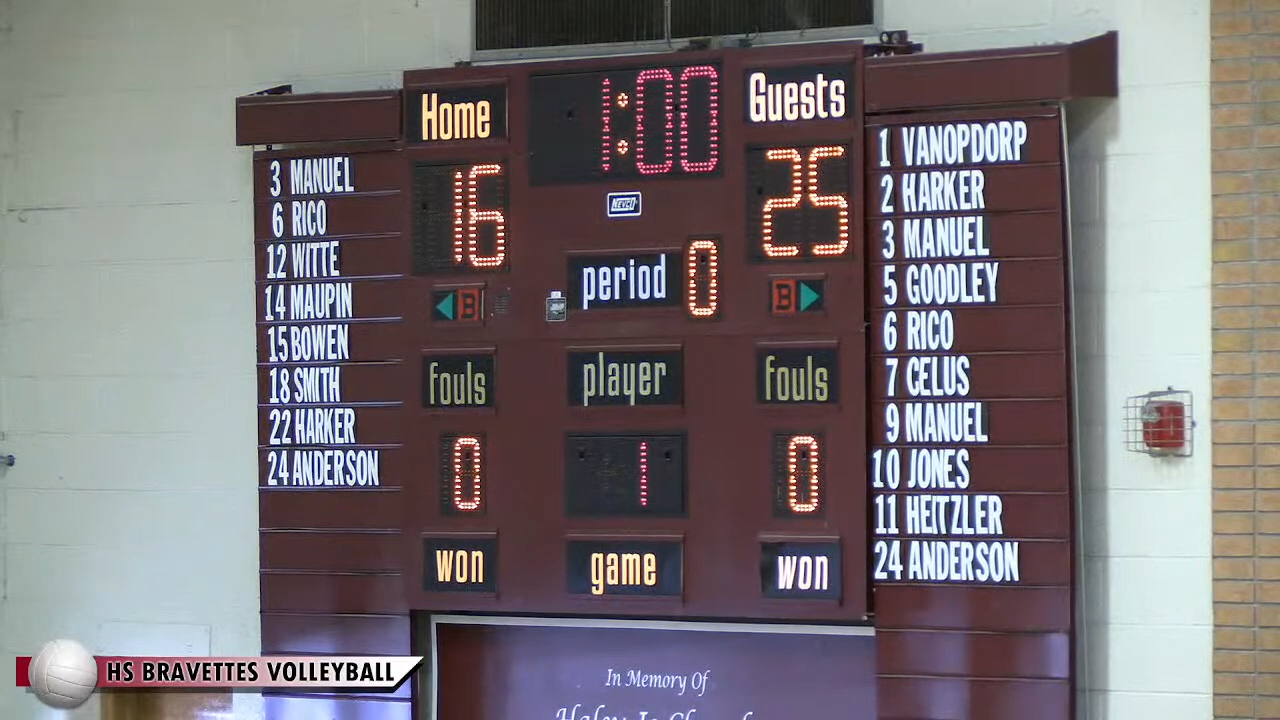 Home
1:00
Guests
16
25
NEVCO
period 0
B
B
fouls
player
fouls
0
1
0
won
game
won
3 MANUEL
6 RICO
12 WITTE
14 MAUPIN
15 BOWEN
18 SMITH
22 HARKER
24 ANDERSON
1 VANOPDORP
2 HARKER
3 MANUEL
5 GOODLEY
6 RICO
7 CELUS
9 MANUEL
10 JONES
11 HEITZLER
24 ANDERSON
In Memory Of
HS BRAVETTES VOLLEYBALL